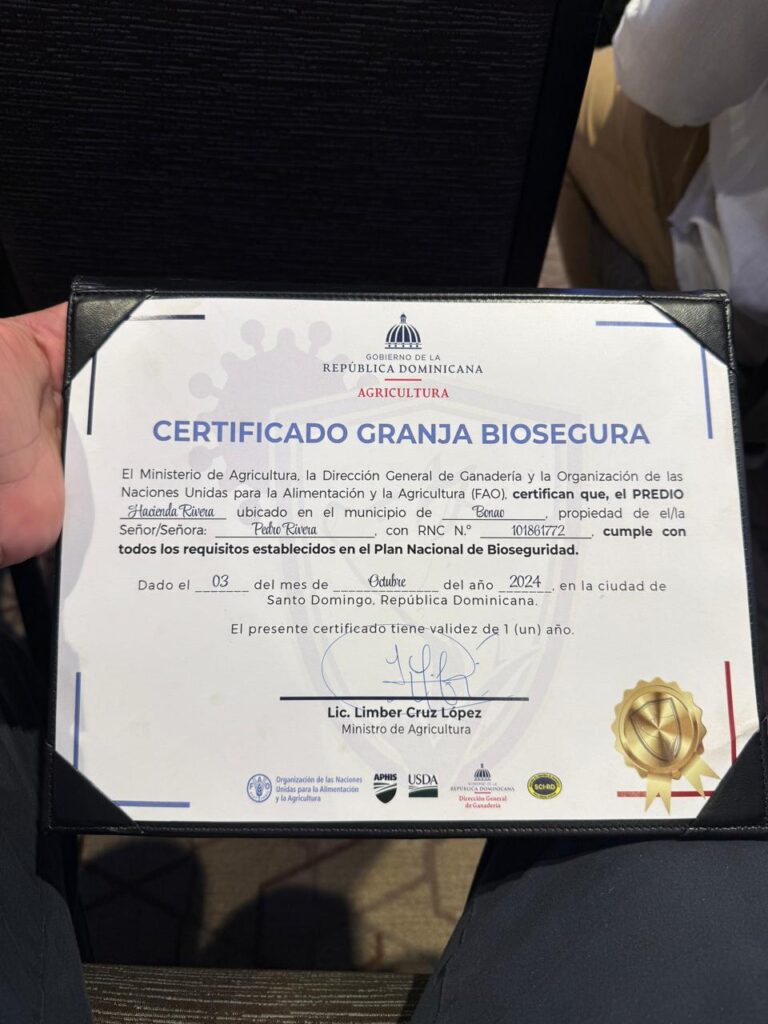 GOBIERNO DE LA
REPÚBLICA DOMINICANA
AGRICULTURA
CERTIFICADO GRANJA BIOSEGURA
El Ministerio de Agricultura, la Dirección General de Ganadería y la Organización de las
Naciones Unidas para la Alimentación y la Agricultura (FAO), certifican que, el PREDIO
Hacienda Rivera ubicado en el municipio de Bonao, propiedad de el/la
Señor/Señora: Pedro Rivera, con RNC N.º 101861772, cumple con
todos los requisitos establecidos en el Plan Nacional de Bioseguridad.
Dado el 03 del mes de Octubre del año 2024, en la ciudad de
Santo Domingo, República Dominicana.
El presente certificado tiene validez de 1 (un) año.
Lic. Limber Cruz López
Ministro de Agricultura
Organización de las Naciones
Unidas para la Alimentación
y la Agricultura
APHIS
USDA
GOBIERNO DE LA
REPÚBLICA DOMINICANA
Dirección General
de Ganadería